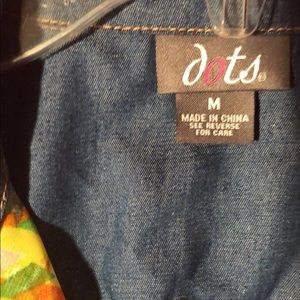 dots
M
MADE IN CHINA
SEE REVERSE
FOR CARE